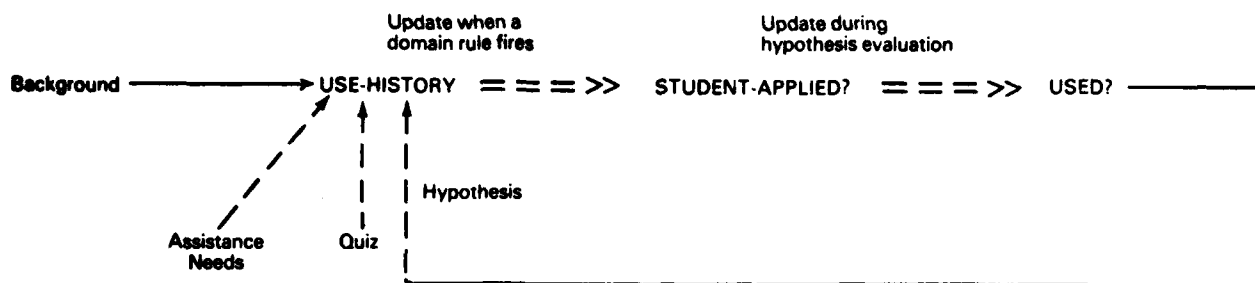 Update when a
domain rule fires
Update during
hypothesis evaluation
Background
USE-HISTORY
= = = >>
STUDENT-APPLIED?
= = = >>
USED?
Hypothesis
Assistance
Needs
Quiz